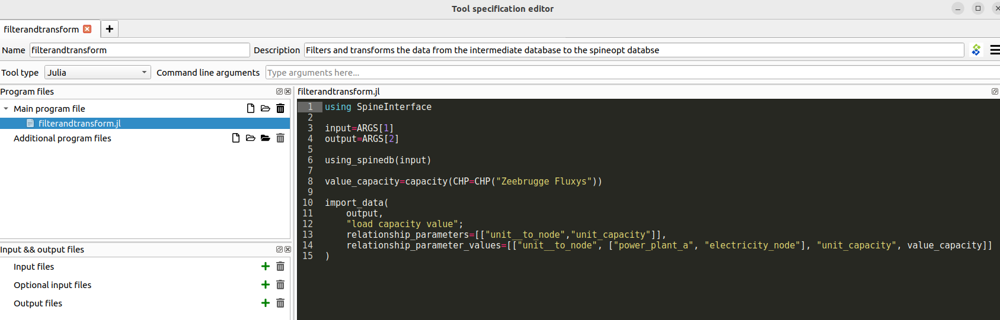 Tool specification editor
filterandtransform
Name filterandtransform Description Filters and transforms the data from the intermediate database to the spineopt databse
Tool type Julia Command line arguments Type arguments here...
Program files
Main program file
filterandtransform.jl
Additional program files
Input && output files
Input files
Optional input files
Output files
filterandtransform.jl
1 using SpineInterface
2
3 input=ARGS[1]
4 output=ARGS[2]
5
6 using_spinedb(input)
7
8 value_capacity=capacity(CHP=CHP("Zeebrugge Fluxys"))
9
10 import_data(
11     output,
12     "load capacity value";
13     relationship_parameters=[["unit__to_node","unit_capacity"]],
14     relationship_parameter_values=[["unit__to_node", ["power_plant_a", "electricity_node"], "unit_capacity", value_capacity]]
15 )